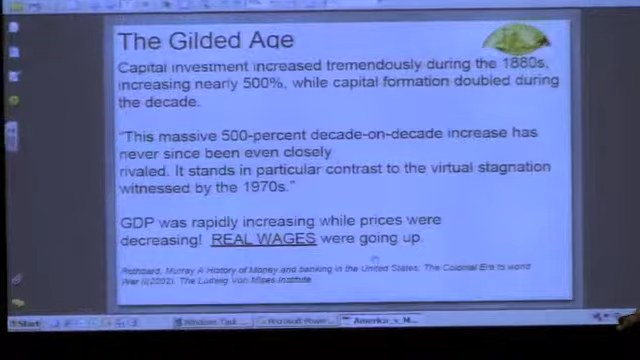 The Gilded Age
Capital investment increased tremendously during the 1880s,
increasing nearly 500%, while capital formation doubled during
the decade.
"This massive 500-percent decade-on-decade increase has
never since been even closely
rivaled. It stands in particular contrast to the virtual stagnation
witnessed by the 1970s."
GDP was rapidly increasing while prices were
decreasing! REAL WAGES were going up.
Rothbard, Murray A History of Money and banking in the United States: The Colonial Era to world
War II(2002). The Ludwig Von Mises Institute
Start
America_s_M...